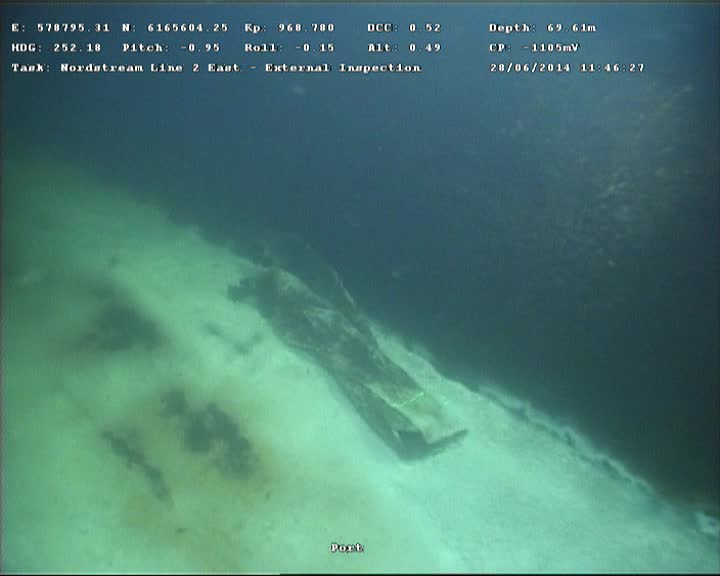 E: 578795.31 N: 6165604.25 Kp: 968.780 DCC: 0.52 Depth: 69.61m
HDG: 252.18 Pitch: -0.95 Roll: -0.15 Alt: 0.49 CP: -1105mV
Task: Nordstream Line 2 East - External Inspection 28/06/2014 11:46:27
Port